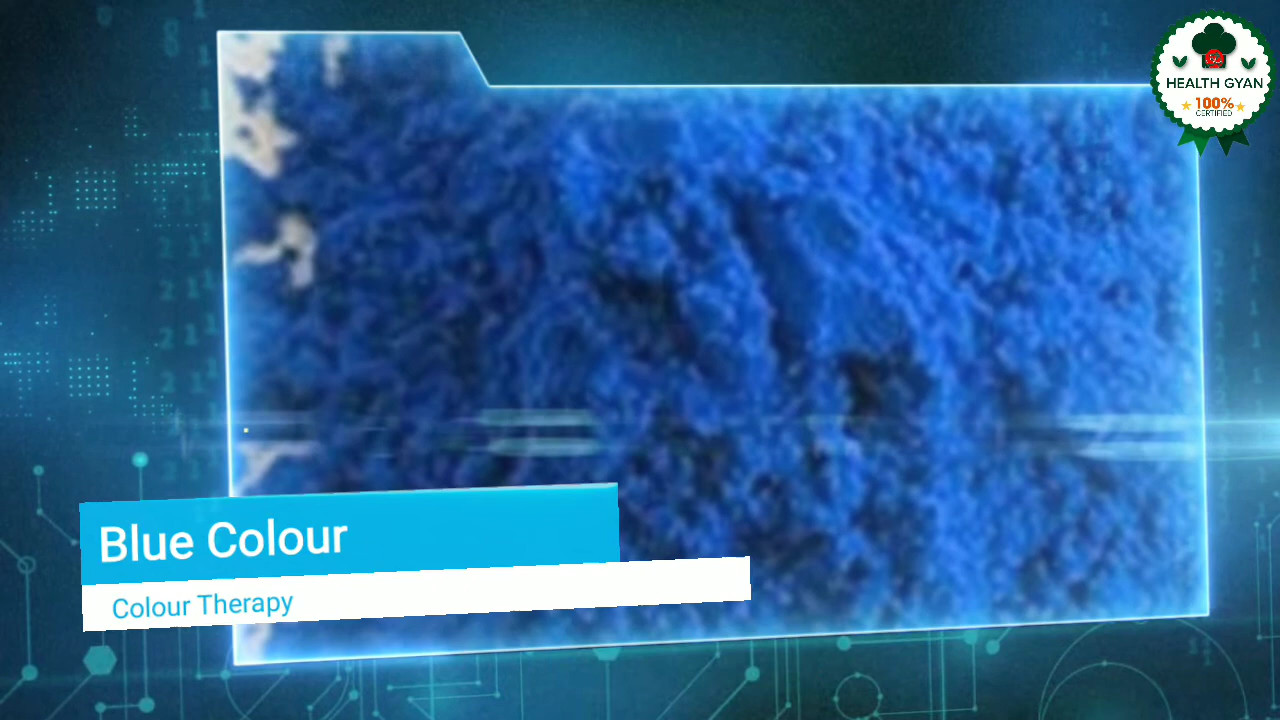 HEALTH GYAN
100%
CERTIFIED
Blue Colour
Colour Therapy